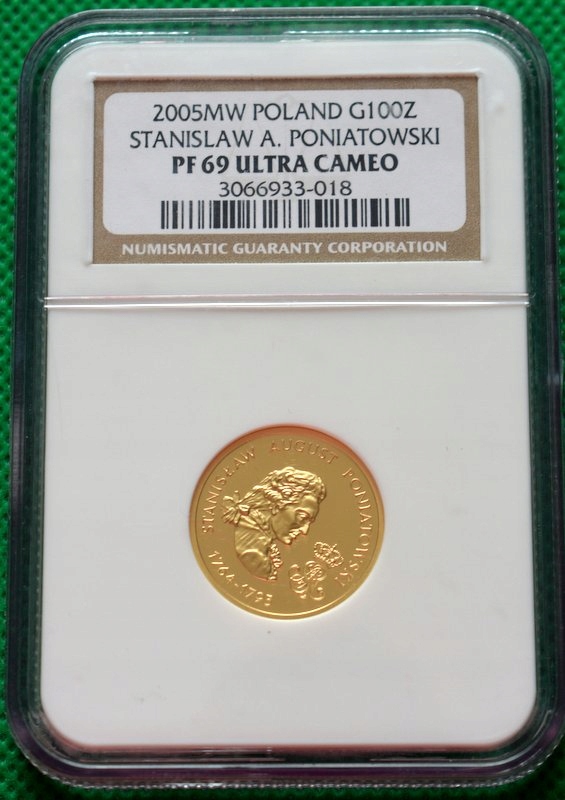 2005MW POLAND G100Z
STANISLAW A. PONIATOWSKI
PF 69 ULTRA CAMEO
3066933-018
NUMISMATIC GUARANTY CORPORATION
STANISŁAW AUGUST PONIATOWSKI
1764-1795